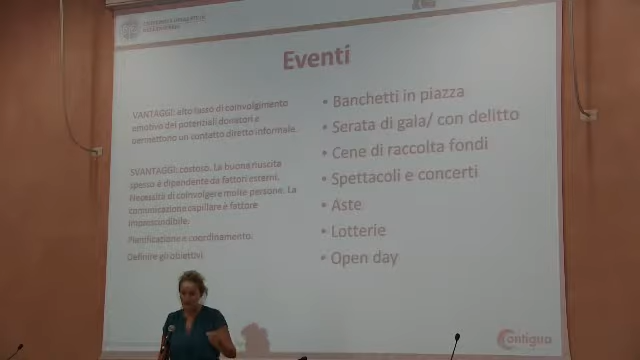 Eventi
VANTAGGI: alto tasso di coinvolgimento
emotivo dei potenziali donatori e
permettono un contatto diretto informale.
SVANTAGGI: costoso. La buona riuscita
spesso è dipendente da fattori esterni.
Necessità di coinvolgere molte persone. La
comunicazione capillare è fattore
imprescindibile.
Pianificazione e coordinamento.
Definire gli obiettivi
• Banchetti in piazza
• Serata di gala/ con delitto
• Cene di raccolta fondi
• Spettacoli e concerti
• Aste
• Lotterie
• Open day
Contigua